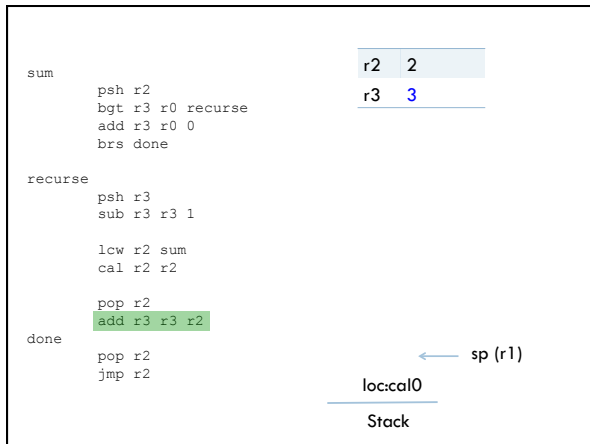 sum
psh r2
bgt r3 r0 recurse
add r3 r0 0
brs done
recurse
psh r3
sub r3 r3 1
lcw r2 sum
cal r2 r2
pop r2
add r3 r3 r2
done
pop r2
jmp r2
r2 2
r3 3
sp (r1)
loc:cal0
Stack